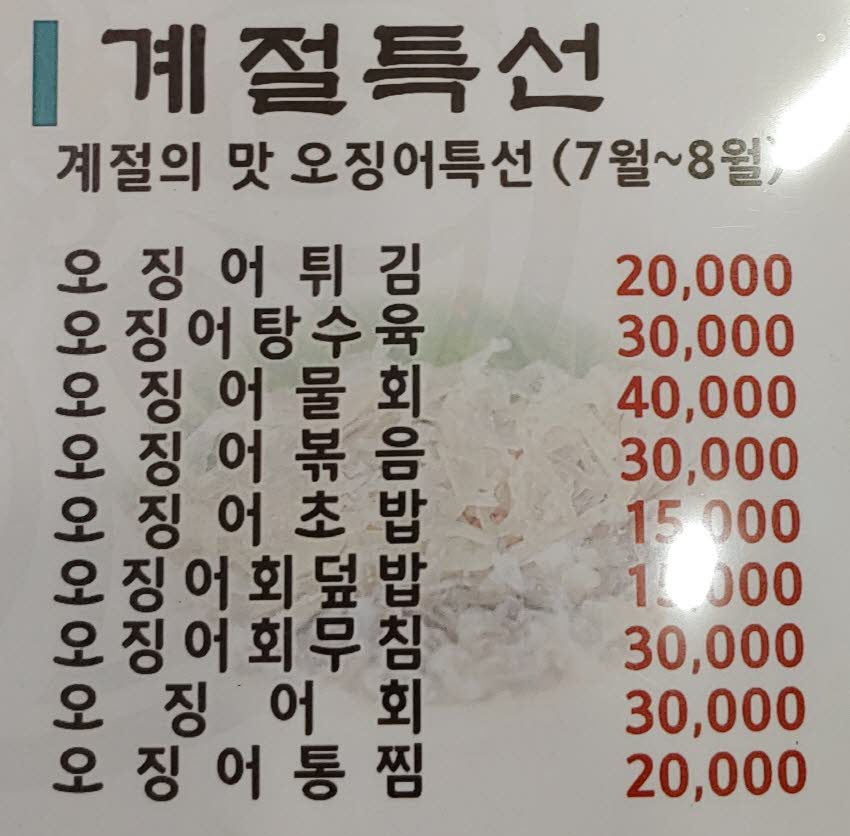 계절특선
계절의 맛 오징어특선 (7월~8월)
오징어튀김 20,000
오징어탕수육 30,000
오징어물회 40,000
오징어볶음 30,000
오징어초밥 15,000
오징어회덮밥
오징어회무침 30,000
오징어회 30,000
오징어통찜 20,000